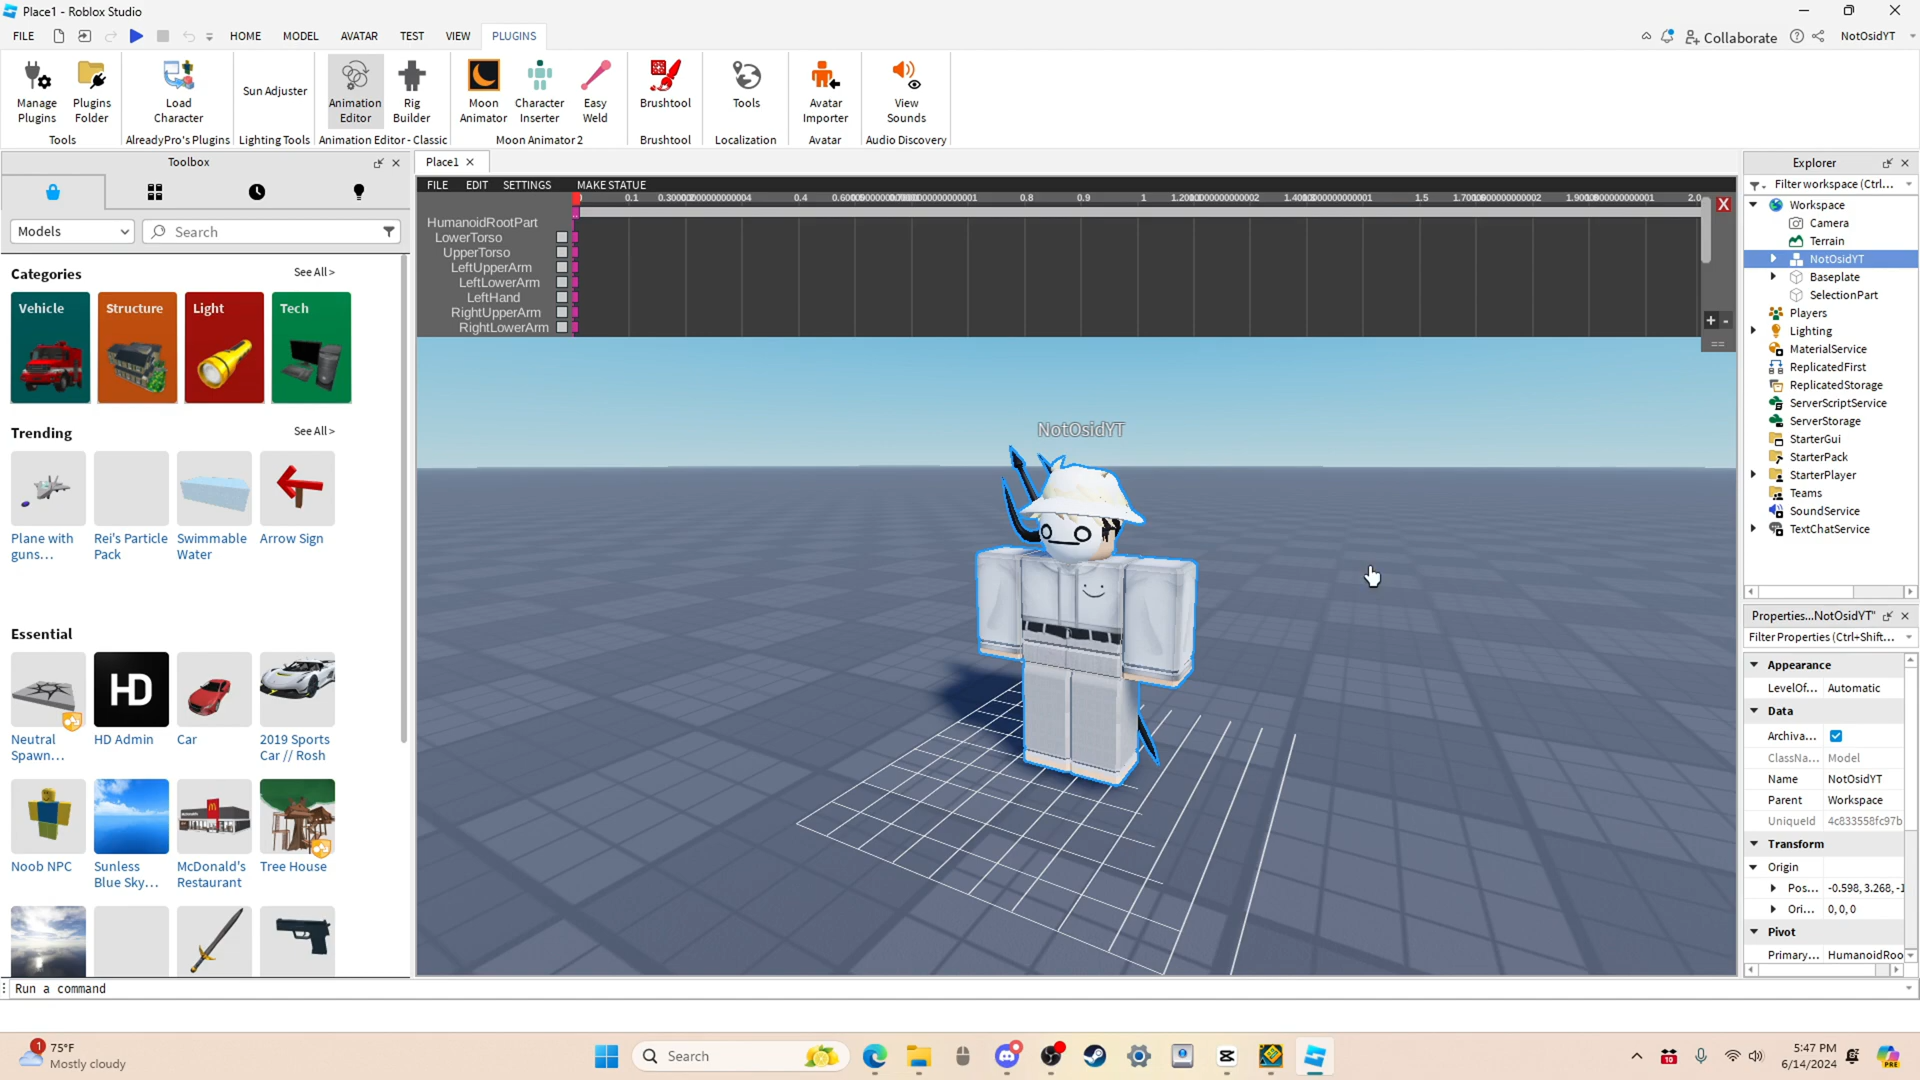 Place1 - Roblox Studio
FILE HOME MODEL AVATAR TEST VIEW PLUGINS Collaborate NotOsidYT
Manage Plugins
Plugins Folder
Load Character
Sun Adjuster
Animation Editor
Rig Builder
Moon Animator
Character Inserter
Easy Weld
Brushtool
Tools
Avatar Importer
View Sounds
Tools AlreadyPro's Plugins Lighting Tools Animation Editor - Classic Moon Animator 2 Brushtool Localization Avatar Audio Discovery
Toolbox
Models
Search
Categories See All >
Vehicle Structure Light Tech
Trending See All >
Plane with guns...
Rei's Particle Pack
Swimmable Water
Arrow Sign
Essential
Neutral Spawn...
HD
HD Admin
Car
2019 Sports Car // Rosh
Noob NPC
Sunless Blue Sky...
McDonald's Restaurant
Tree House
Place1
FILE EDIT SETTINGS MAKE STATUE
0.1 0.4 0.8 0.9 1 1.5 2.0
X
HumanoidRootPart
LowerTorso
UpperTorso
LeftUpperArm
LeftLowerArm
LeftHand
RightUpperArm
RightLowerArm
+ -
==
NotOsidYT
Explorer
Filter workspace (Ctrl...
Workspace
Camera
Terrain
NotOsidYT
Baseplate
SelectionPart
Players
Lighting
MaterialService
ReplicatedFirst
ReplicatedStorage
ServerScriptService
ServerStorage
StarterGui
StarterPack
StarterPlayer
Teams
SoundService
TextChatService
Properties...NotOsidYT"
Filter Properties (Ctrl+Shift...
Appearance
LevelOf... Automatic
Data
Archiva...
ClassNa... Model
Name NotOsidYT
Parent Workspace
UniqueId 4c833558fc97b
Transform
Origin
Pos... -0.598, 3.268, -1
Ori... 0, 0, 0
Pivot
Primary... HumanoidRoo
Run a command
1
75°F
Mostly cloudy
Search
10
5:47 PM
6/14/2024
PRE